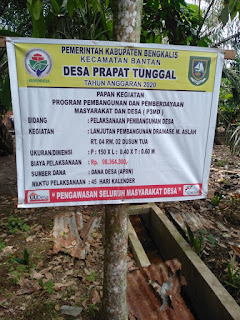 PEMERINTAH KABUPATEN BENGKALIS
KECAMATAN BANTAN
DESA PRAPAT TUNGGAL
TAHUN ANGGARAN 2020
PAPAN KEGIATAN
PROGRAM PEMBANGUNAN DAN PEMBERDAYAAN
MASYARAKAT DAN DESA ( P3MD )
BIDANG : PELAKSANAAN PEMBANGUNAN DESA
KEGIATAN : LANJUTAN PEMBANGUNAN DRAINASE M. ASLAH
RT. 04 RW. 02 DUSUN TUA
UKURAN/DIMENSI : P : 150 X L : 0.40 X T : 0.60 M
BIAYA PELAKSANAAN : Rp. 98.364.300,-
SUMBER DANA : DANA DESA (APBN)
WAKTU PELAKSANAAN : 45 HARI KALENDER
" PENGAWASAN SELURUH MASYARAKAT DESA "